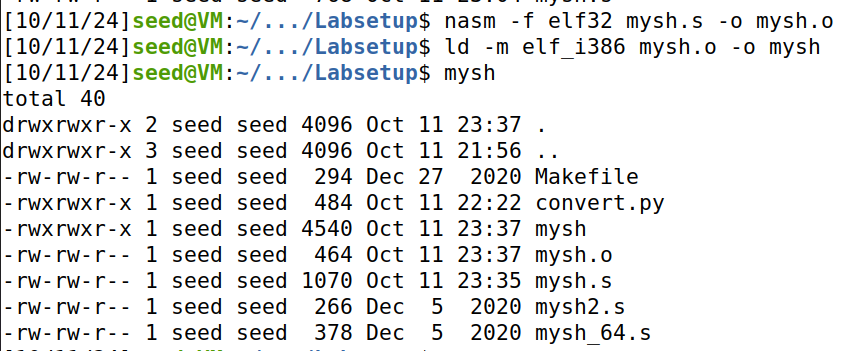 [10/11/24]seed@VM:~/.../Labsetup$ nasm -f elf32 mysh.s -o mysh.o
[10/11/24]seed@VM:~/.../Labsetup$ ld -m elf_i386 mysh.o -o mysh
[10/11/24]seed@VM:~/.../Labsetup$ mysh
total 40
drwxrwxr-x 2 seed seed 4096 Oct 11 23:37 .
drwxrwxr-x 3 seed seed 4096 Oct 11 21:56 ..
-rw-rw-r-- 1 seed seed  294 Dec 27  2020 Makefile
-rwxrwxr-x 1 seed seed  484 Oct 11 22:22 convert.py
-rwxrwxr-x 1 seed seed 4540 Oct 11 23:37 mysh
-rw-rw-r-- 1 seed seed  464 Oct 11 23:37 mysh.o
-rw-rw-r-- 1 seed seed 1070 Oct 11 23:35 mysh.s
-rw-rw-r-- 1 seed seed  266 Dec  5  2020 mysh2.s
-rw-rw-r-- 1 seed seed  378 Dec  5  2020 mysh_64.s